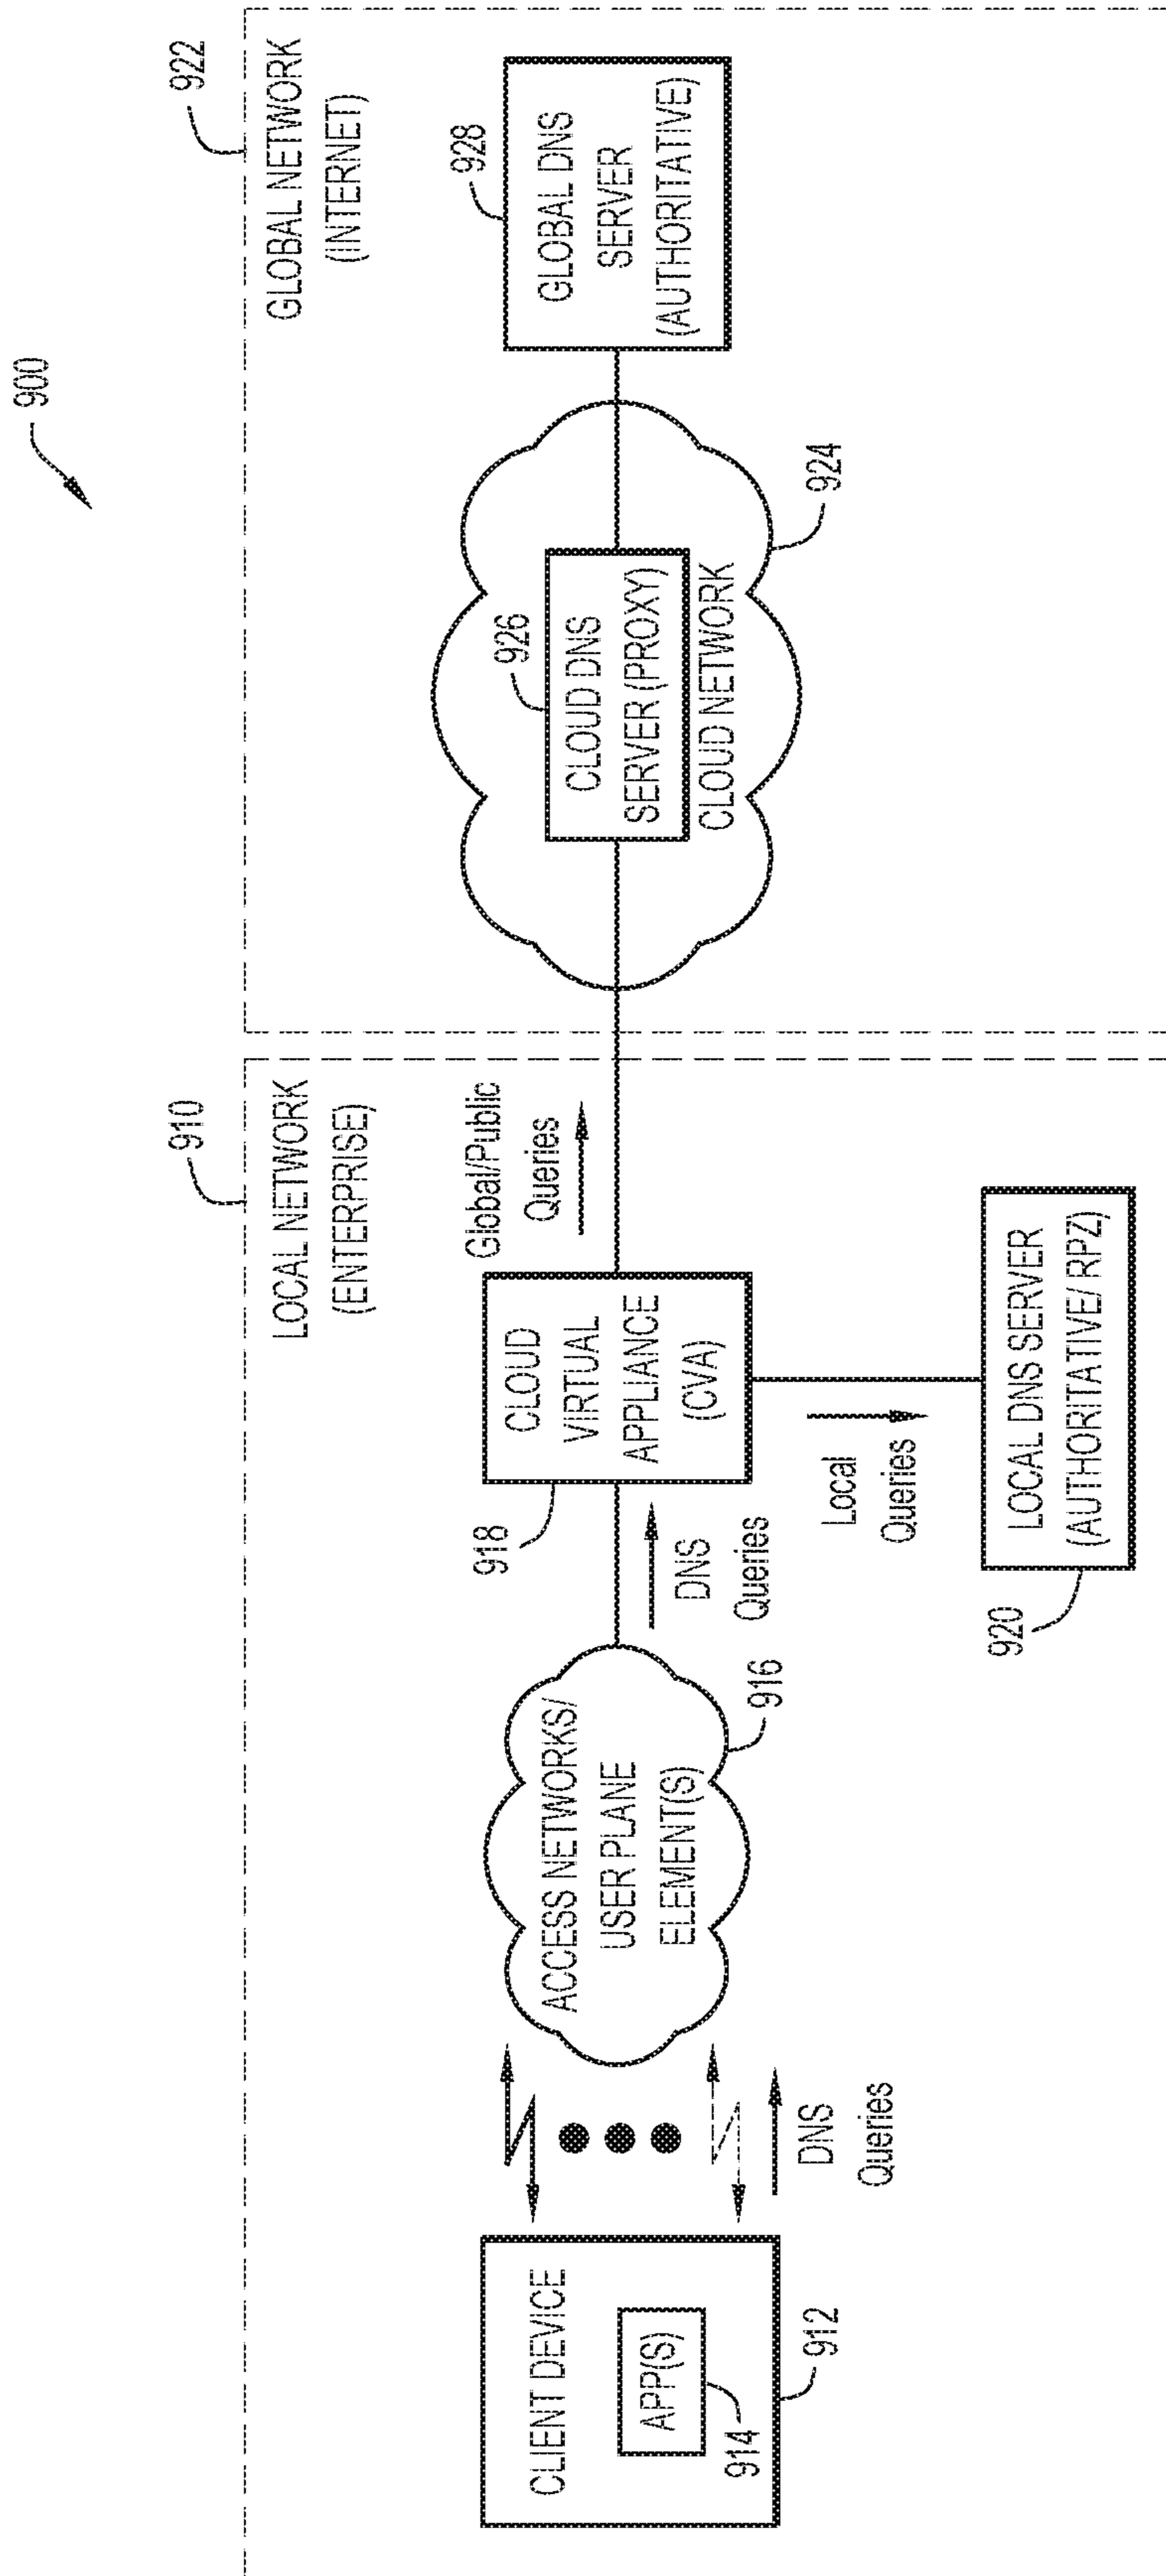 900
922
GLOBAL NETWORK
(INTERNET)
928
GLOBAL DNS
SERVER
(AUTHORITATIVE)
924
926
CLOUD DNS
SERVER (PROXY)
CLOUD NETWORK
910
LOCAL NETWORK
(ENTERPRISE)
Global/Public
Queries
CLOUD
VIRTUAL
APPLIANCE
(CVA)
918
DNS
Queries
Local
Queries
LOCAL DNS SERVER
(AUTHORITATIVE/ RPZ)
920
ACCESS NETWORKS/
USER PLANE
ELEMENT(S)
916
DNS
Queries
CLIENT DEVICE
APP(S)
914
912